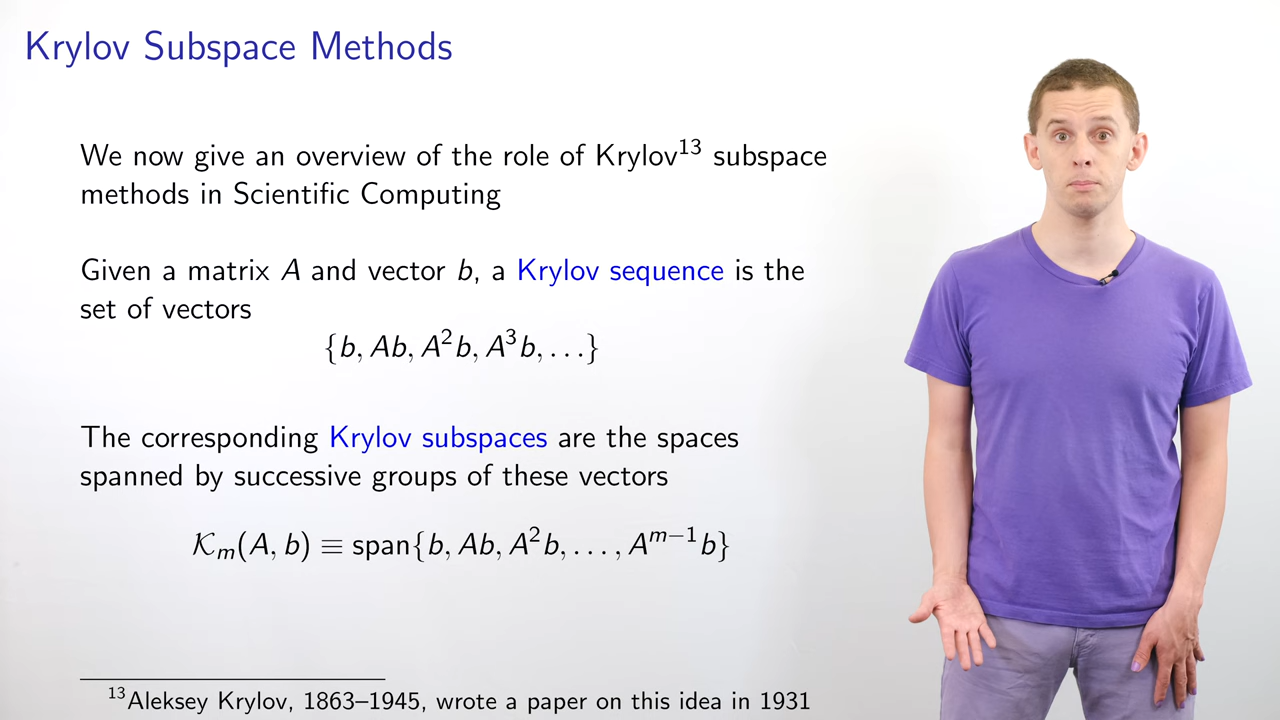 Krylov Subspace Methods
We now give an overview of the role of Krylov¹³ subspace
methods in Scientific Computing
Given a matrix A and vector b, a Krylov sequence is the
set of vectors
{b, Ab, A²b, A³b, . . .}
The corresponding Krylov subspaces are the spaces
spanned by successive groups of these vectors
𝒦ₘ(A, b) ≡ span{b, Ab, A²b, . . . , Aᵐ⁻¹b}
¹³Aleksey Krylov, 1863–1945, wrote a paper on this idea in 1931